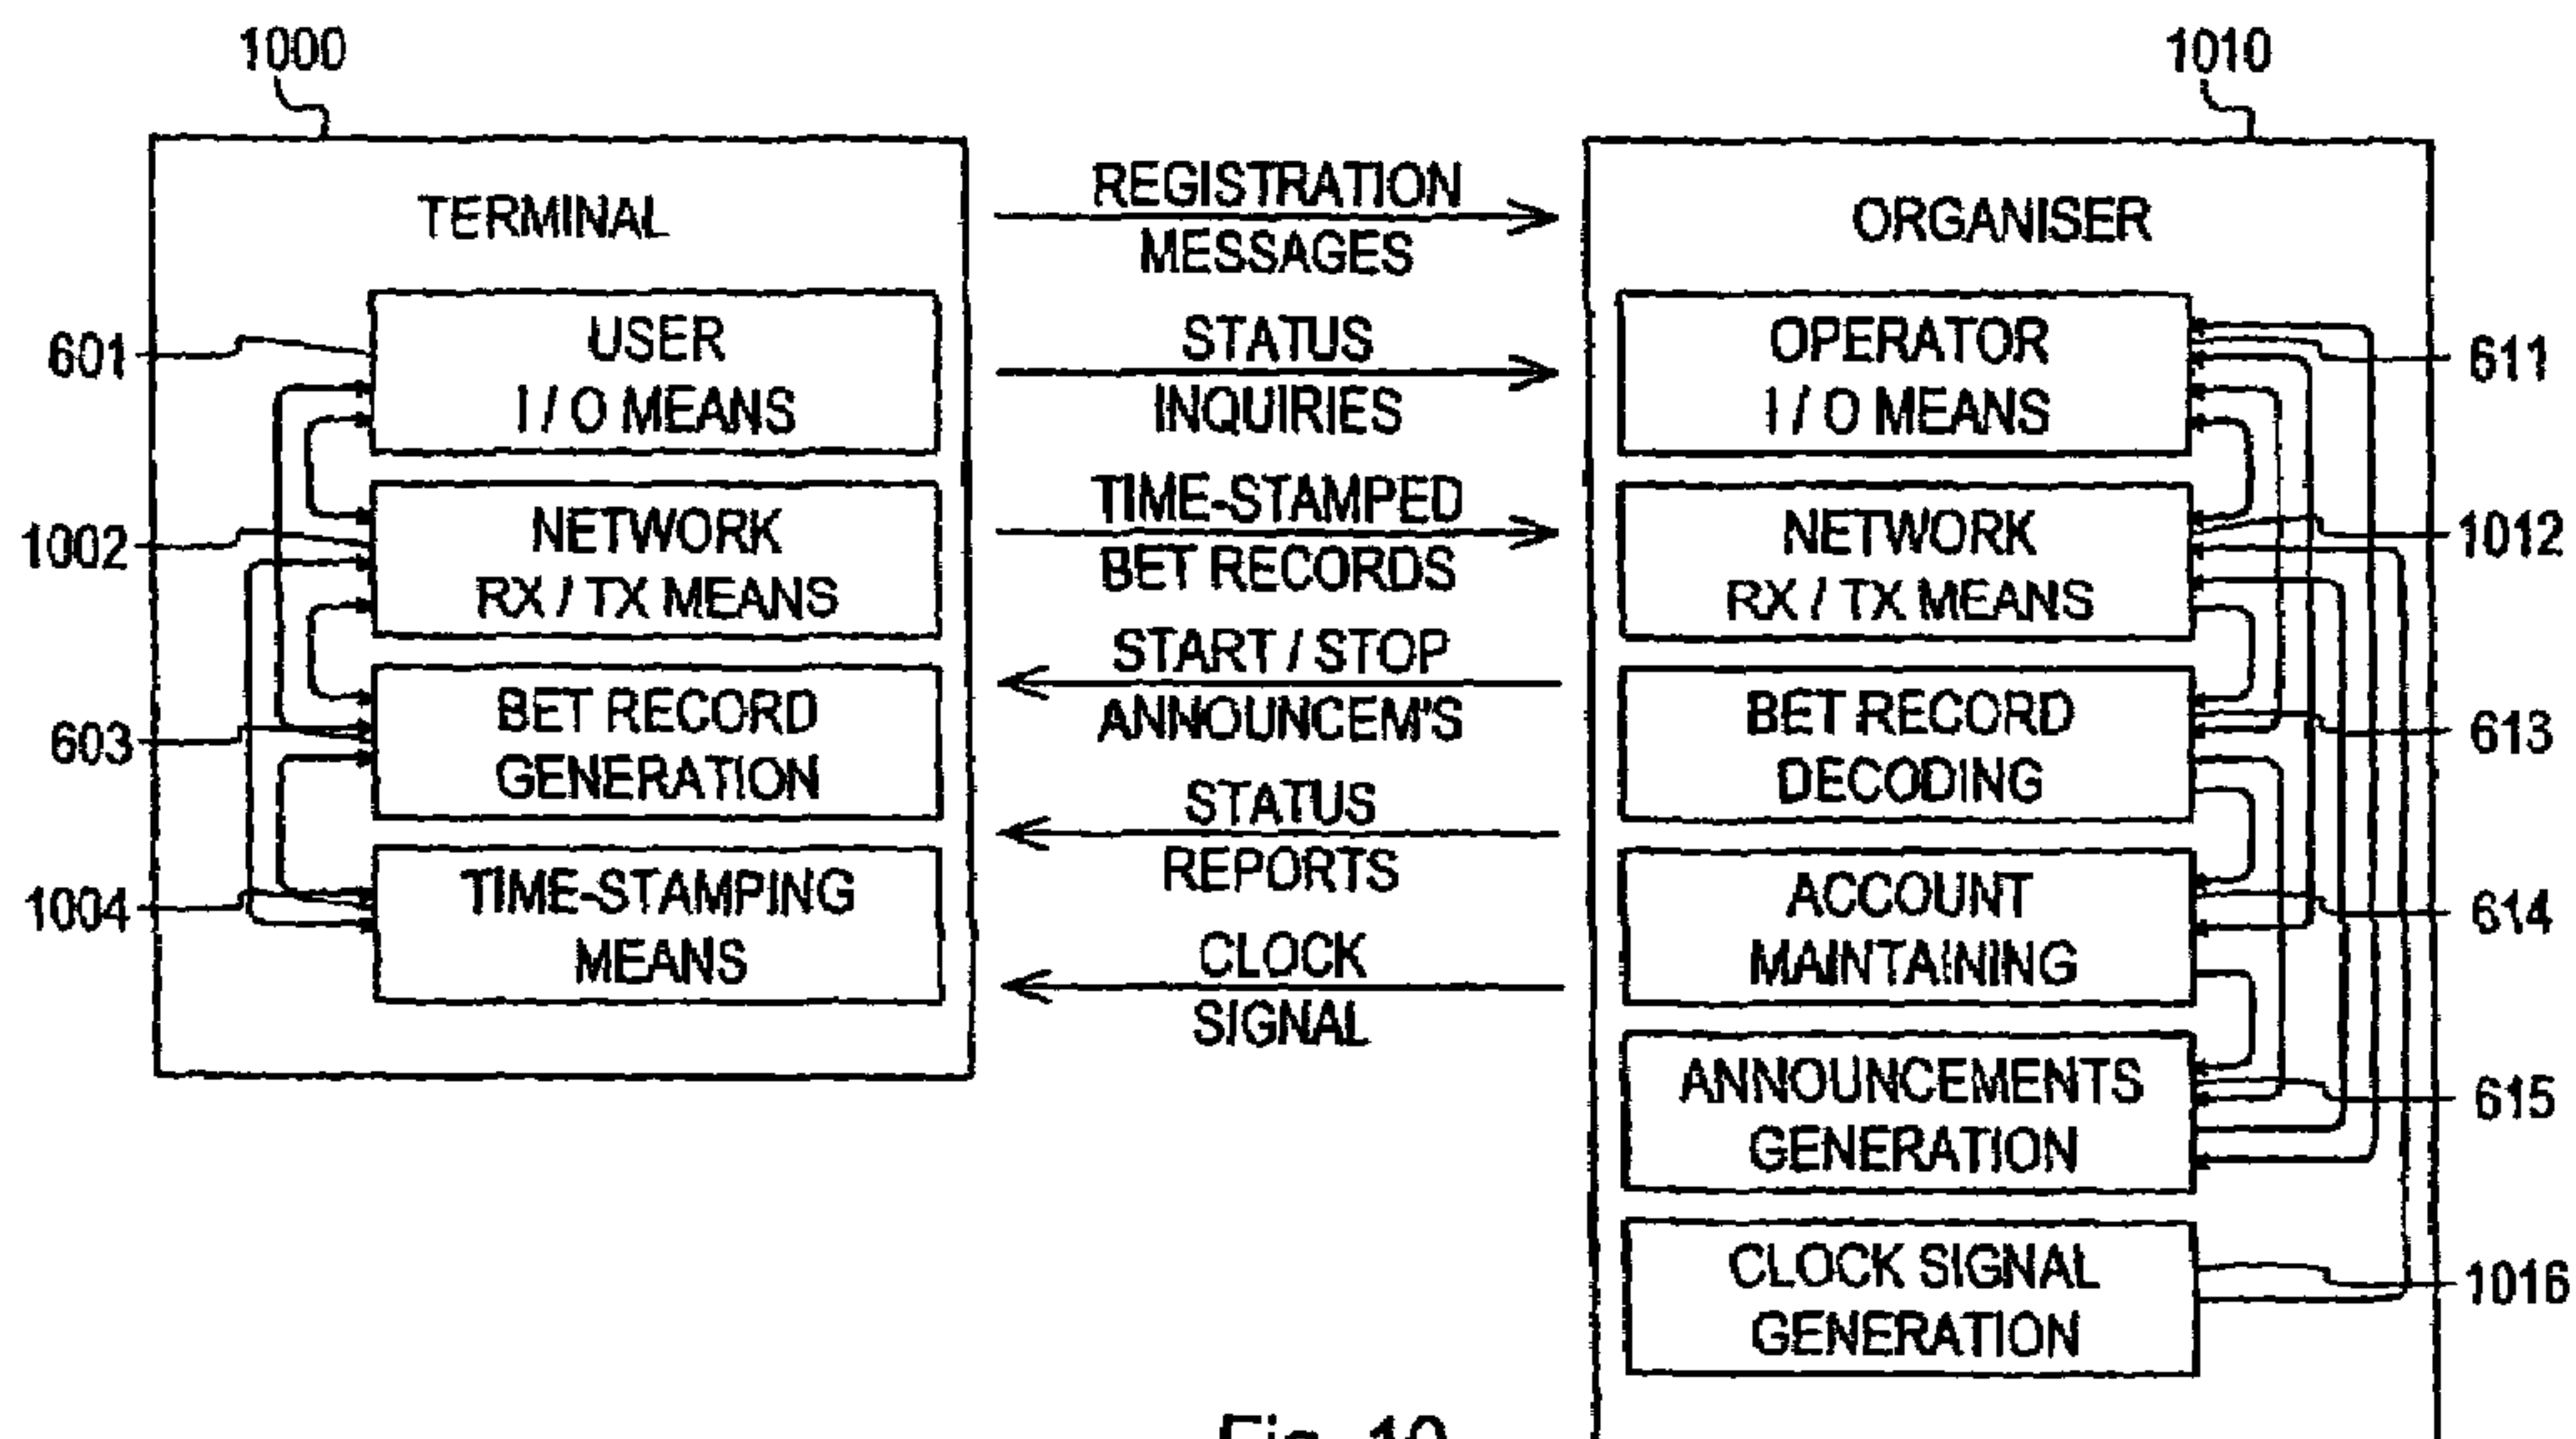 1000
1010
TERMINAL
601
USER
I / O MEANS
1002
NETWORK
RX / TX MEANS
603
BET RECORD
GENERATION
1004
TIME-STAMPING
MEANS
REGISTRATION
MESSAGES
STATUS
INQUIRIES
TIME-STAMPED
BET RECORDS
START / STOP
ANNOUNCEM'S
STATUS
REPORTS
CLOCK
SIGNAL
ORGANISER
OPERATOR
I / O MEANS
611
NETWORK
RX / TX MEANS
1012
BET RECORD
DECODING
613
ACCOUNT
MAINTAINING
614
ANNOUNCEMENTS
GENERATION
615
CLOCK SIGNAL
GENERATION
1016
Fig. 10